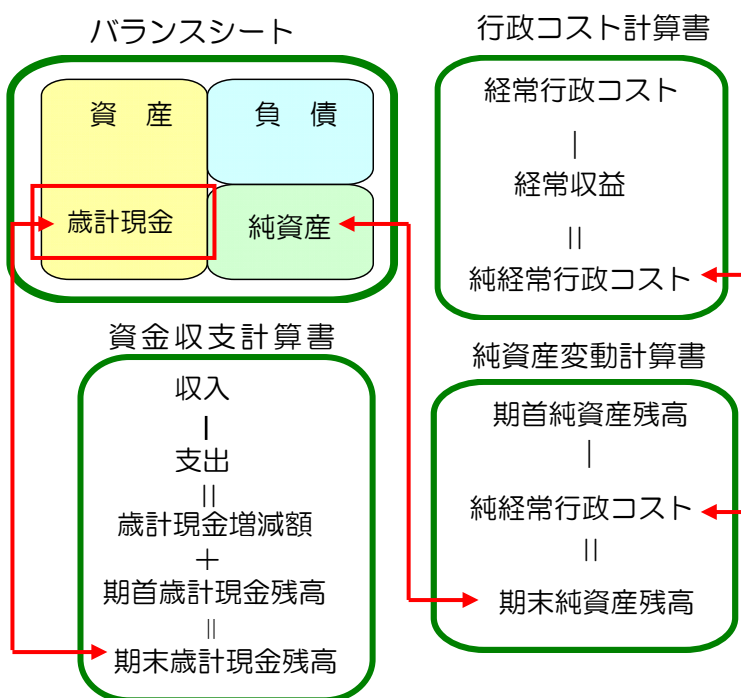 バランスシート
資 産
負 債
歳計現金
純資産
行政コスト計算書
経常行政コスト
|
経常収益
||
純経常行政コスト
資金収支計算書
収入
|
支出
||
歳計現金増減額
＋
期首歳計現金残高
||
期末歳計現金残高
純資産変動計算書
期首純資産残高
|
純経常行政コスト
||
期末純資産残高